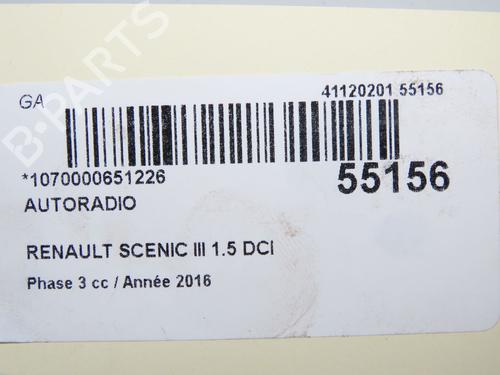 B-PARTS
GA
41120201 55156
*1070000651226
55156
AUTORADIO
RENAULT SCENIC III 1.5 DCI
Phase 3 cc / Année 2016